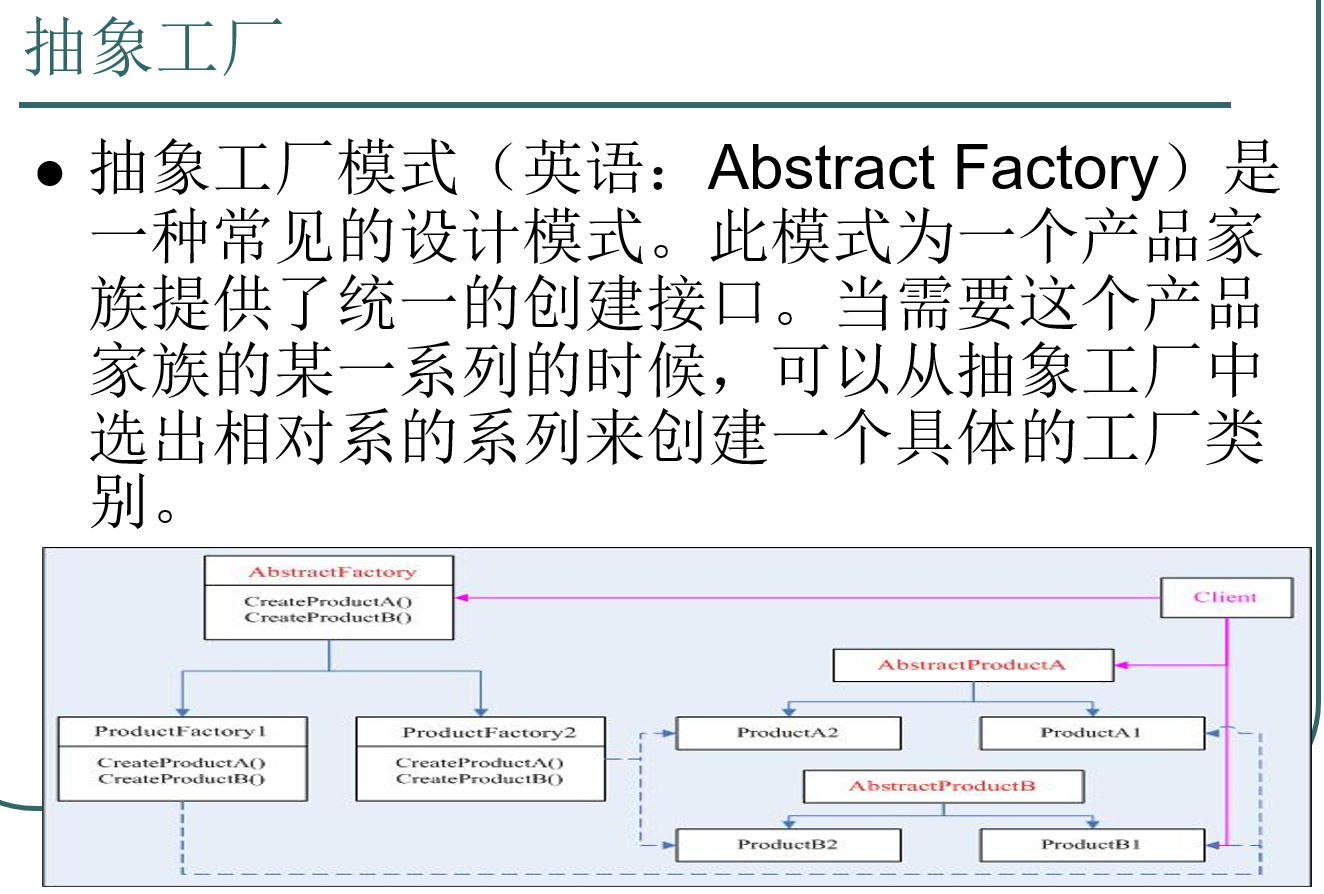 抽象工厂
● 抽象工厂模式（英语：Abstract Factory）是
一种常见的设计模式。此模式为一个产品家
族提供了统一的创建接口。当需要这个产品
家族的某一系列的时候，可以从抽象工厂中
选出相对系的系列来创建一个具体的工厂类
别。
AbstractFactory
CreateProductA()
CreateProductB()
Client
AbstractProductA
ProductFactory1
CreateProductA()
CreateProductB()
ProductFactory2
CreateProductA()
CreateProductB()
ProductA2
ProductA1
AbstractProductB
ProductB2
ProductB1